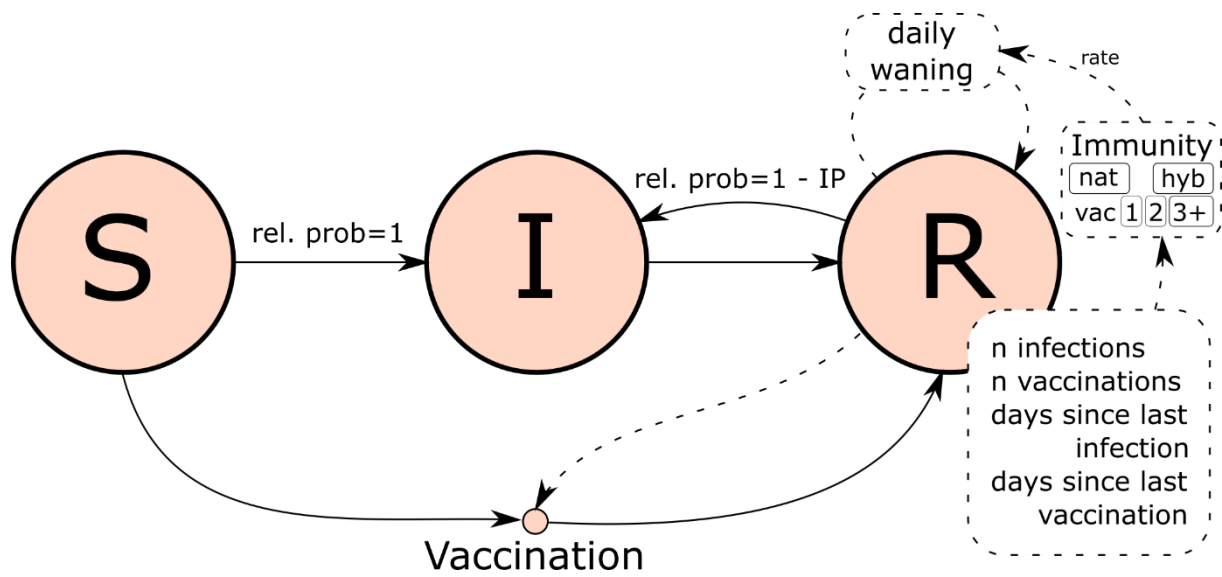 daily
waning
rate
Immunity
nat hyb
vac 1 2 3+
rel. prob=1 - IP
rel. prob=1
S I R
n infections
n vaccinations
days since last
infection
days since last
vaccination
Vaccination